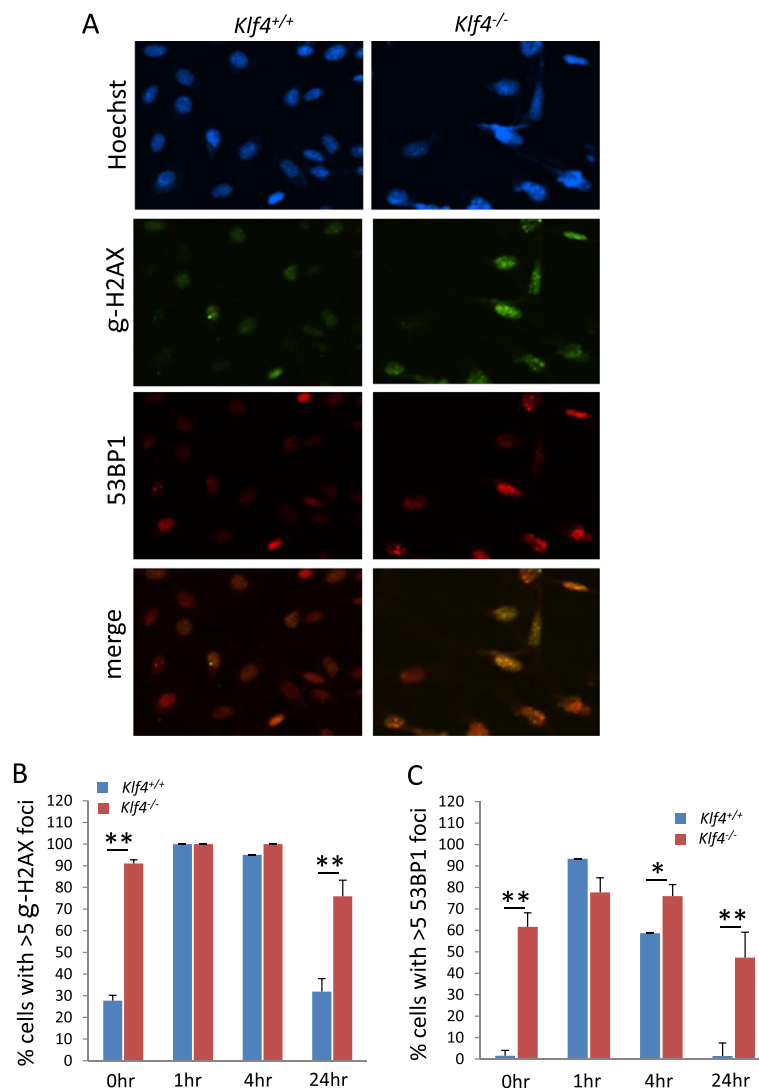 A
Klf4+/+
Klf4-/-
Hoechst
g-H2AX
53BP1
merge
B
Klf4+/+
Klf4-/-
% cells with >5 g-H2AX foci
120
110
100
90
80
70
60
50
40
30
20
10
0
**
**
0hr 1hr 4hr 24hr
C
Klf4+/+
Klf4-/-
% cells with >5 53BP1 foci
120
110
100
90
80
70
60
50
40
30
20
10
0
**
*
**
0hr 1hr 4hr 24hr